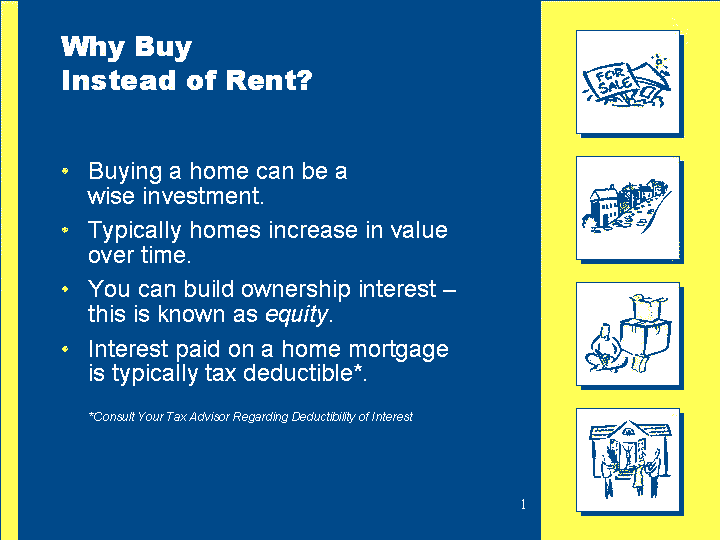 Why Buy
Instead of Rent?
• Buying a home can be a
wise investment.
• Typically homes increase in value
over time.
• You can build ownership interest –
this is known as equity.
• Interest paid on a home mortgage
is typically tax deductible*.
*Consult Your Tax Advisor Regarding Deductibility of Interest
1
FOR
SALE